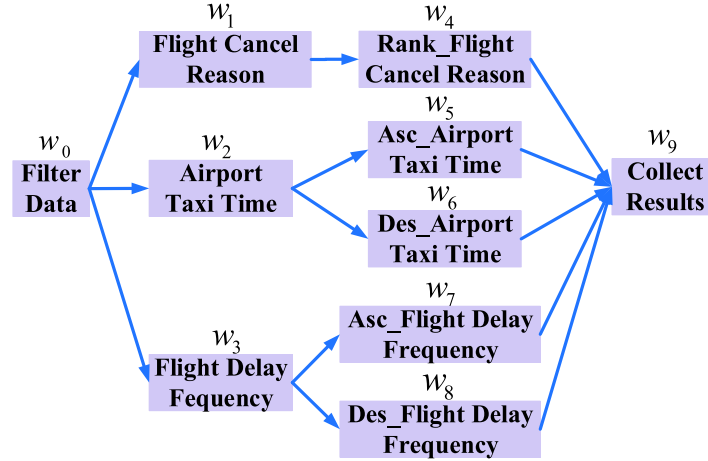 w0
Filter
Data
w1
Flight Cancel
Reason
w2
Airport
Taxi Time
w3
Flight Delay
Fequency
w4
Rank_Flight
Cancel Reason
w5
Asc_Airport
Taxi Time
w6
Des_Airport
Taxi Time
w7
Asc_Flight Delay
Frequency
w8
Des_Flight Delay
Frequency
w9
Collect
Results